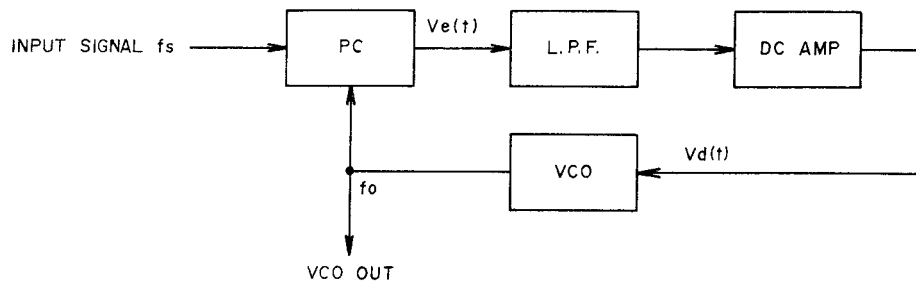 INPUT SIGNAL fs
PC
Ve(t)
L.P.F.
DC AMP
VCO
Vd(t)
fo
VCO OUT